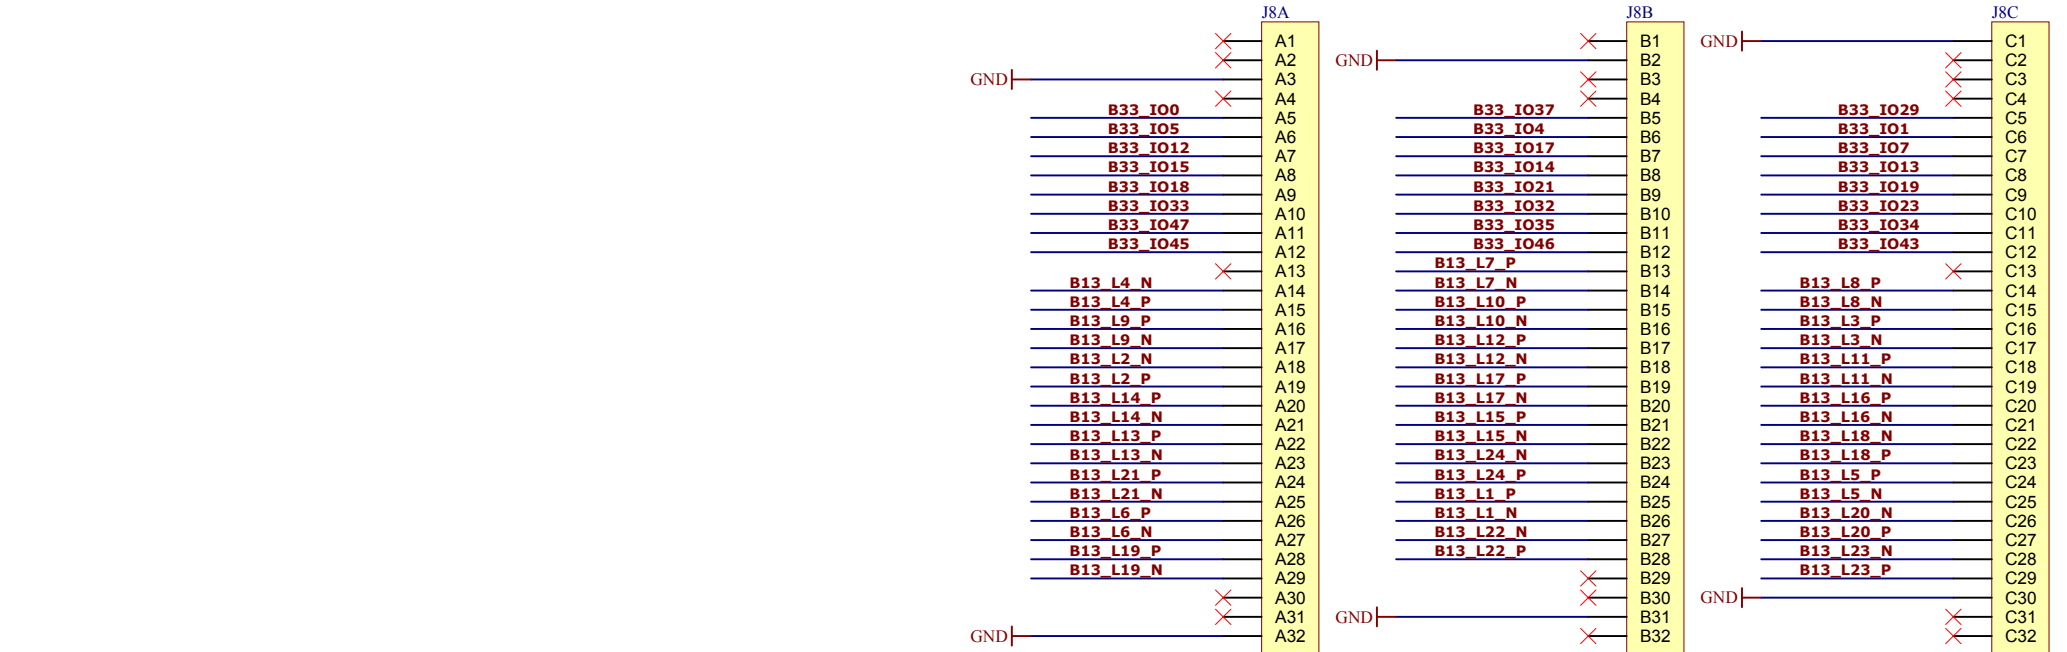 J8A J8B J8C
A1 B1 GND C1
A2 GND B2 C2
GND A3 B3 C3
A4 B4 C4
B33_IO0 A5 B33_IO37 B5 B33_IO29 C5
B33_IO5 A6 B33_IO4 B6 B33_IO1 C6
B33_IO12 A7 B33_IO17 B7 B33_IO7 C7
B33_IO15 A8 B33_IO14 B8 B33_IO13 C8
B33_IO18 A9 B33_IO21 B9 B33_IO19 C9
B33_IO33 A10 B33_IO32 B10 B33_IO23 C10
B33_IO47 A11 B33_IO35 B11 B33_IO34 C11
B33_IO45 A12 B33_IO46 B12 B33_IO43 C12
A13 B13_L7_P B13 C13
B13_L4_N A14 B13_L7_N B14 B13_L8_P C14
B13_L4_P A15 B13_L10_P B15 B13_L8_N C15
B13_L9_P A16 B13_L10_N B16 B13_L3_P C16
B13_L9_N A17 B13_L12_P B17 B13_L3_N C17
B13_L2_N A18 B13_L12_N B18 B13_L11_P C18
B13_L2_P A19 B13_L17_P B19 B13_L11_N C19
B13_L14_P A20 B13_L17_N B20 B13_L16_P C20
B13_L14_N A21 B13_L15_P B21 B13_L16_N C21
B13_L13_P A22 B13_L15_N B22 B13_L18_N C22
B13_L13_N A23 B13_L24_N B23 B13_L18_P C23
B13_L21_P A24 B13_L24_P B24 B13_L5_P C24
B13_L21_N A25 B13_L1_P B25 B13_L5_N C25
B13_L6_P A26 B13_L1_N B26 B13_L20_N C26
B13_L6_N A27 B13_L22_N B27 B13_L20_P C27
B13_L19_P A28 B13_L22_P B28 B13_L23_N C28
B13_L19_N A29 B29 B13_L23_P C29
A30 B30 GND C30
A31 GND B31 C31
GND A32 B32 C32